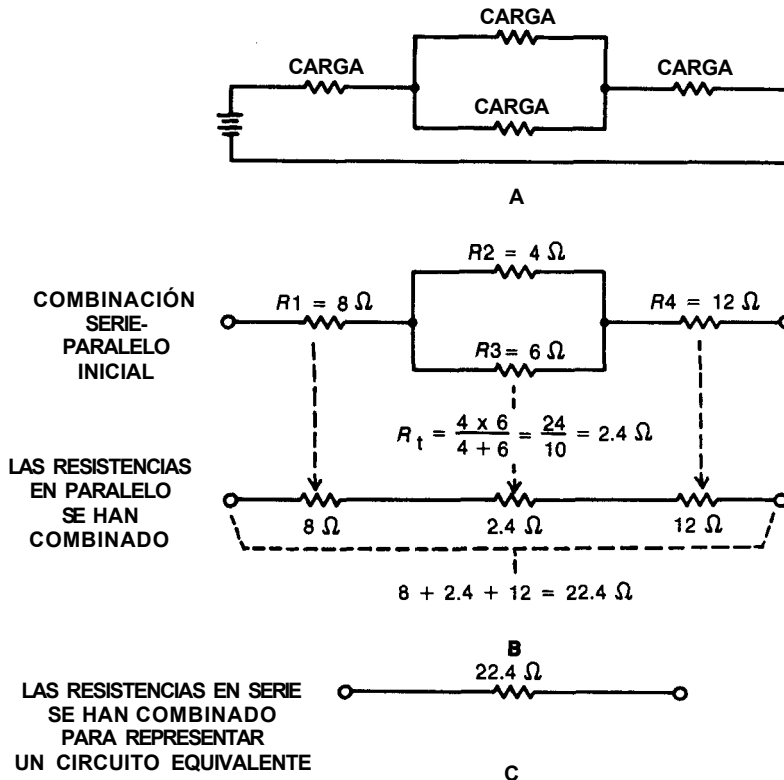 CARGA
CARGA CARGA
CARGA
A
R2 = 4 Ω
COMBINACIÓN
SERIE-
PARALELO
INICIAL
R1 = 8 Ω
R4 = 12 Ω
R3= 6 Ω
R t = 4 x 6 / 4 + 6 = 24 / 10 = 2.4 Ω
LAS RESISTENCIAS
EN PARALELO
SE HAN
COMBINADO
8 Ω 2.4 Ω 12 Ω
8 + 2.4 + 12 = 22.4 Ω
B
22.4 Ω
LAS RESISTENCIAS EN SERIE
SE HAN COMBINADO
PARA REPRESENTAR
UN CIRCUITO EQUIVALENTE
C